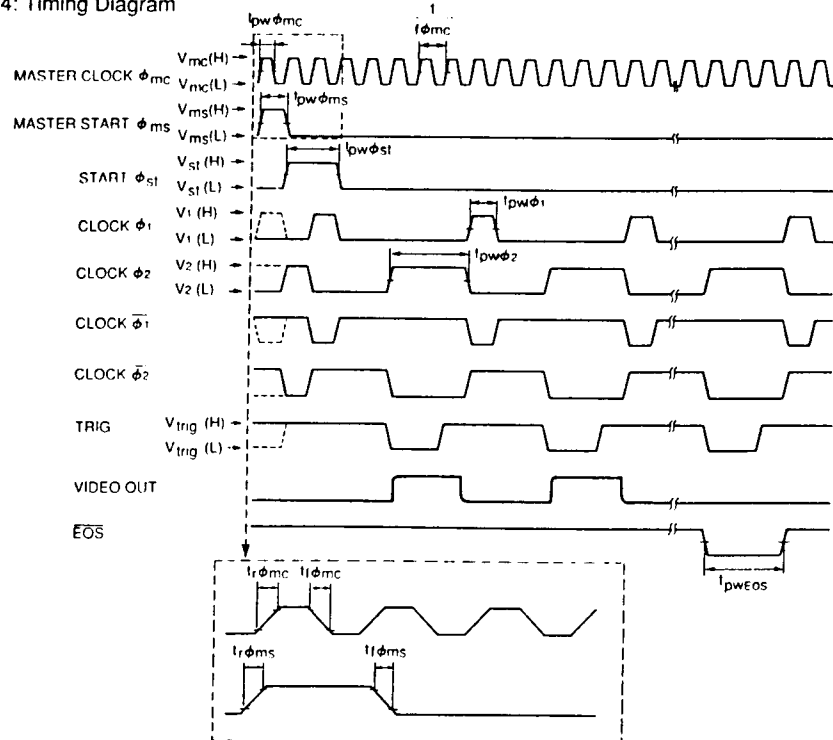 4: Timing Diagram
tpwϕmc
1
fϕmc
MASTER CLOCK ϕmc
Vmc(H)
Vmc(L)
tpwϕms
MASTER START ϕms
Vms(H)
Vms(L)
tpwϕst
START ϕst
Vst (H)
Vst (L)
CLOCK ϕ1
V1 (H)
V1 (L)
tpwϕ1
CLOCK ϕ2
V2 (H)
V2 (L)
tpwϕ2
CLOCK ϕ̅1
CLOCK ϕ̅2
TRIG
Vtrig (H)
Vtrig (L)
VIDEO OUT
E̅O̅S̅
tpwEOS
trϕmc tfϕmc
trϕms tfϕms